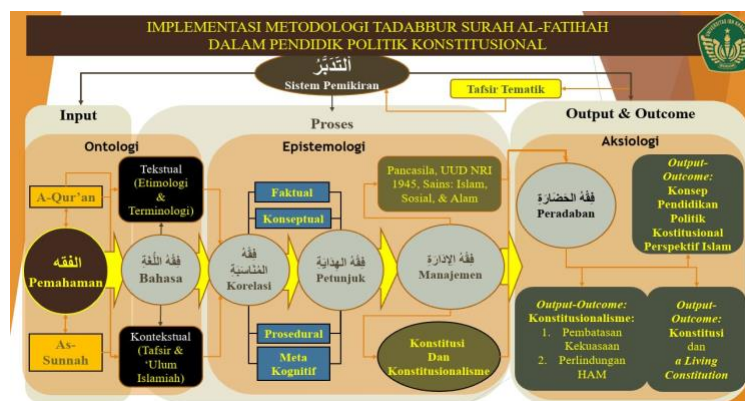 IMPLEMENTASI METODOLOGI TADABBUR SURAH AL-FATIHAH
DALAM PENDIDIK POLITIK KONSTITUSIONAL
اَلتَّدَبُّرُ
Sistem Pemikiran
Tafsir Tematik
Input
Proses
Output & Outcome
Ontologi
Epistemologi
Aksiologi
A-Qur'an
الفقه
Pemahaman
As-
Sunnah
Tekstual
(Etimologi
&
Terminologi)
فِقْهُ اللُّغَةِ
Bahasa
Kontekstual
(Tafsir &
'Ulum
Islamiah)
فِقْهُ
المُنَاسَبَةِ
Korelasi
Faktual
Konseptual
فِقْهُ الهِدَايَةِ
Petunjuk
Prosedural
Meta
Kognitif
Pancasila, UUD NRI
1945, Sains: Islam,
Sosial, & Alam
فِقْهُ الإِدَارَةِ
Manajemen
Konstitusi
Dan
Konstitusionalisme
فِقْهُ الحَضَارَةِ
Peradaban
Output-
Outcome:
Konsep
Pendidikan
Politik
Kostitusional
Perspektif Islam
Output-Outcome:
Konstitusionalisme:
1. Pembatasan
Kekuasaan
2. Perlindungan
HAM
Output-
Outcome:
Konstitusi
dan
a Living
Constitution